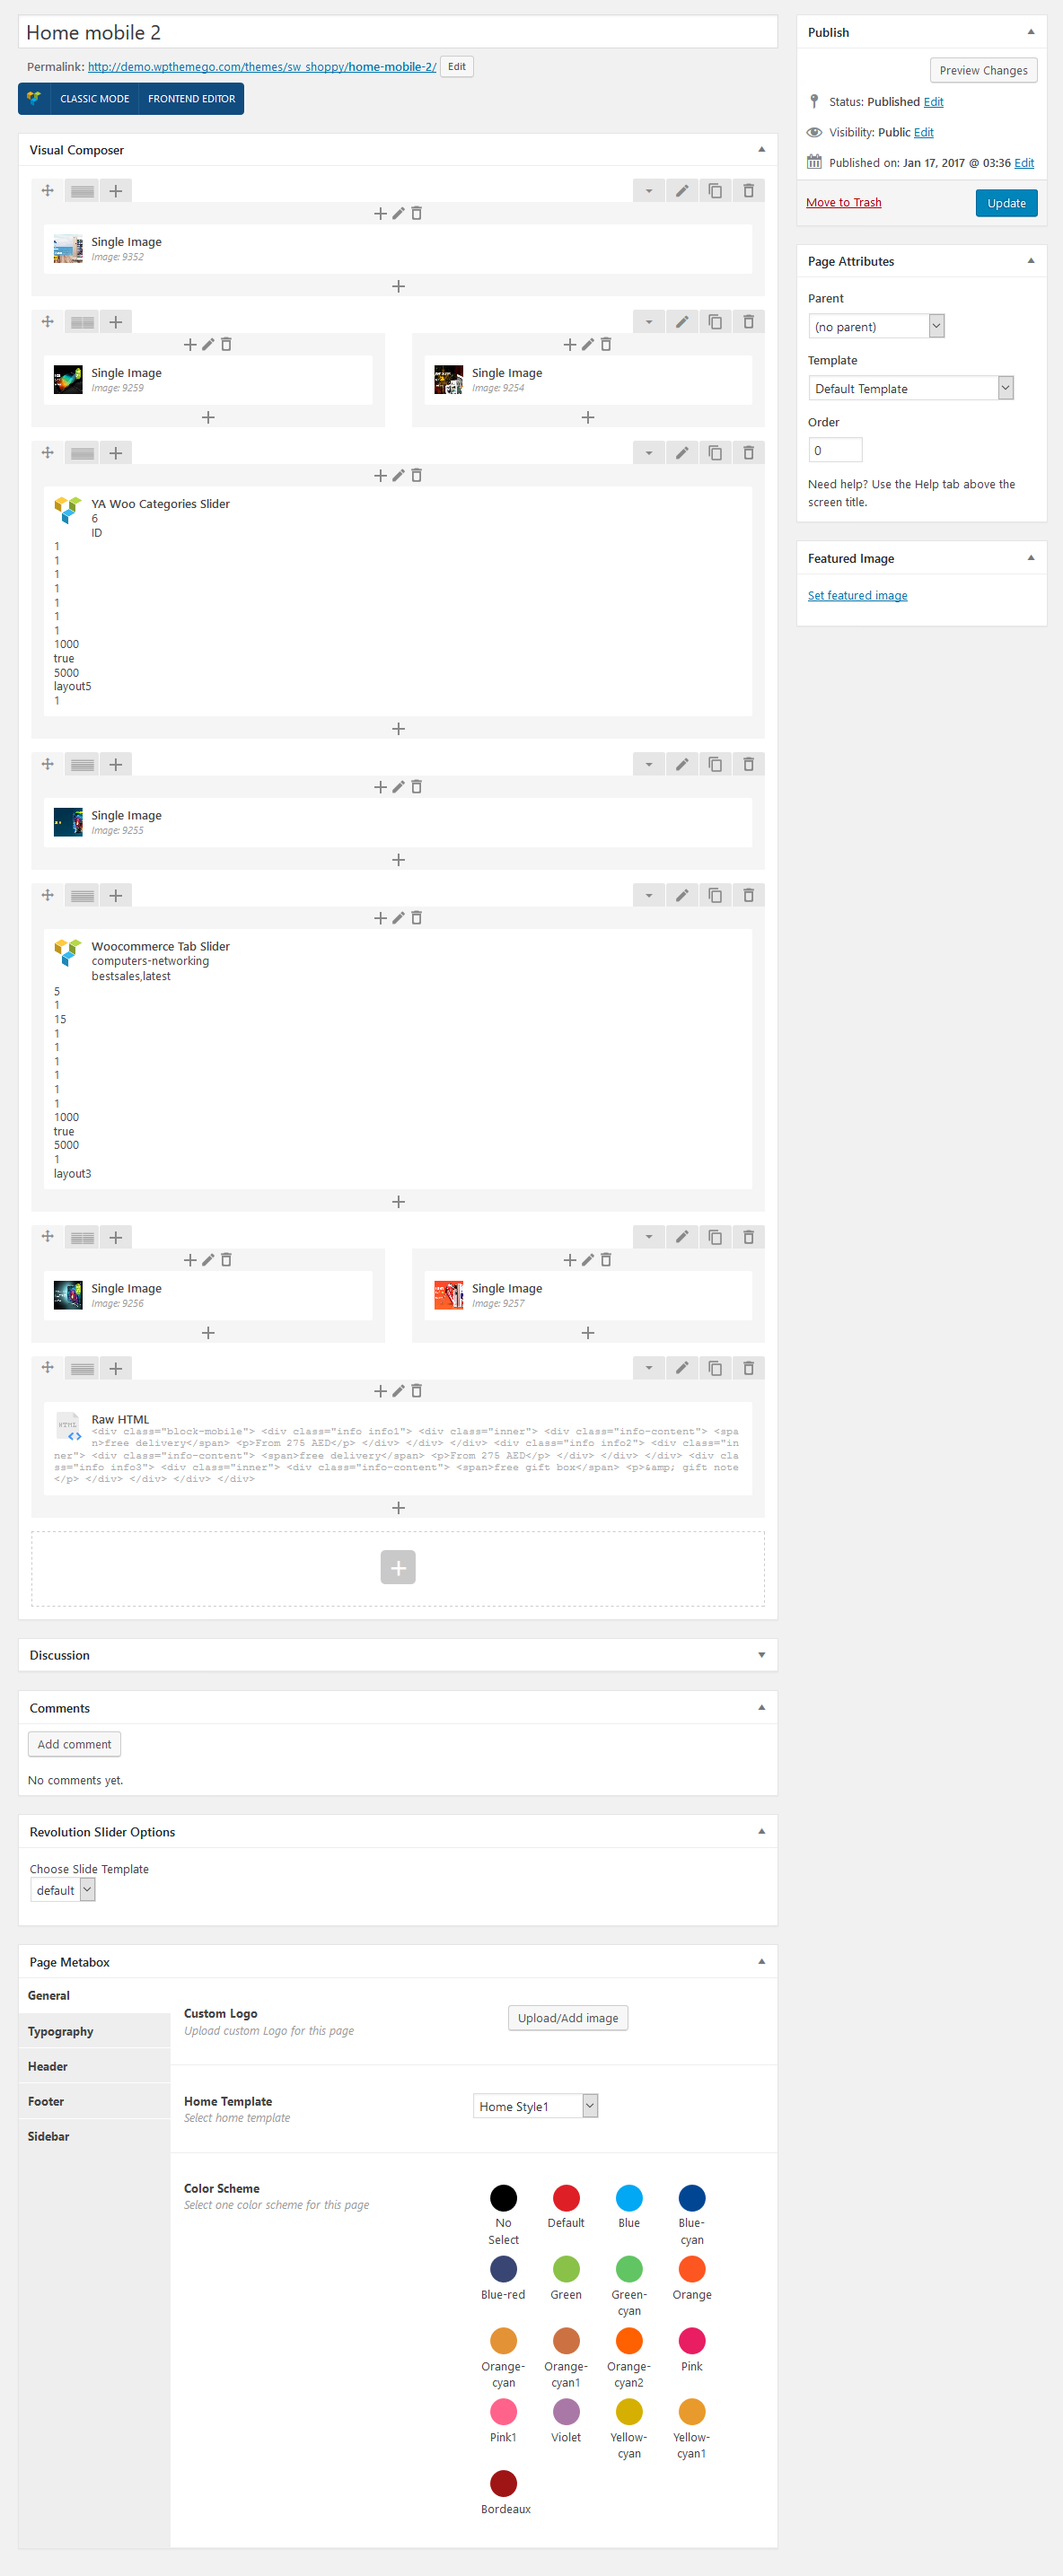 Home mobile 2
Permalink: http://demo.wpthemego.com/themes/sw_shoppy/home-mobile-2/ Edit
CLASSIC MODE FRONTEND EDITOR
Visual Composer
Single Image
Image: 9352
Single Image
Image: 9259
Single Image
Image: 9254
YA Woo Categories Slider
6
ID
1
1
1
1
1
1
1
1000
true
5000
layout5
1
Single Image
Image: 9255
Woocommerce Tab Slider
computers-networking
bestsales,latest
5
1
15
1
1
1
1
1
1
1000
true
5000
1
layout3
Single Image
Image: 9256
Single Image
Image: 9257
Raw HTML
<div class="block-mobile"> <div class="info info1"> <div class="inner"> <div class="info-content"> <spa
n>free delivery</span> <p>From 275 AED</p> </div> </div> </div> <div class="info info2"> <div class="in
ner"> <div class="info-content"> <span>free delivery</span> <p>From 275 AED</p> </div> </div> </div> <div cla
ss="info info3"> <div class="inner"> <div class="info-content"> <span>free gift box</span> <p>&amp; gift note
</p> </div> </div> </div> </div>
Discussion
Comments
Add comment
No comments yet.
Revolution Slider Options
Choose Slide Template
default
Page Metabox
General
Typography
Header
Footer
Sidebar
Custom Logo
Upload custom Logo for this page
Upload/Add image
Home Template
Select home template
Home Style1
Color Scheme
Select one color scheme for this page
No Select
Default
Blue
Blue-cyan
Blue-red
Green
Green-cyan
Orange
Orange-cyan
Orange-cyan1
Orange-cyan2
Pink
Pink1
Violet
Yellow-cyan
Yellow-cyan1
Bordeaux
Publish
Preview Changes
Status: Published Edit
Visibility: Public Edit
Published on: Jan 17, 2017 @ 03:36 Edit
Move to Trash
Update
Page Attributes
Parent
(no parent)
Template
Default Template
Order
0
Need help? Use the Help tab above the
screen title.
Featured Image
Set featured image